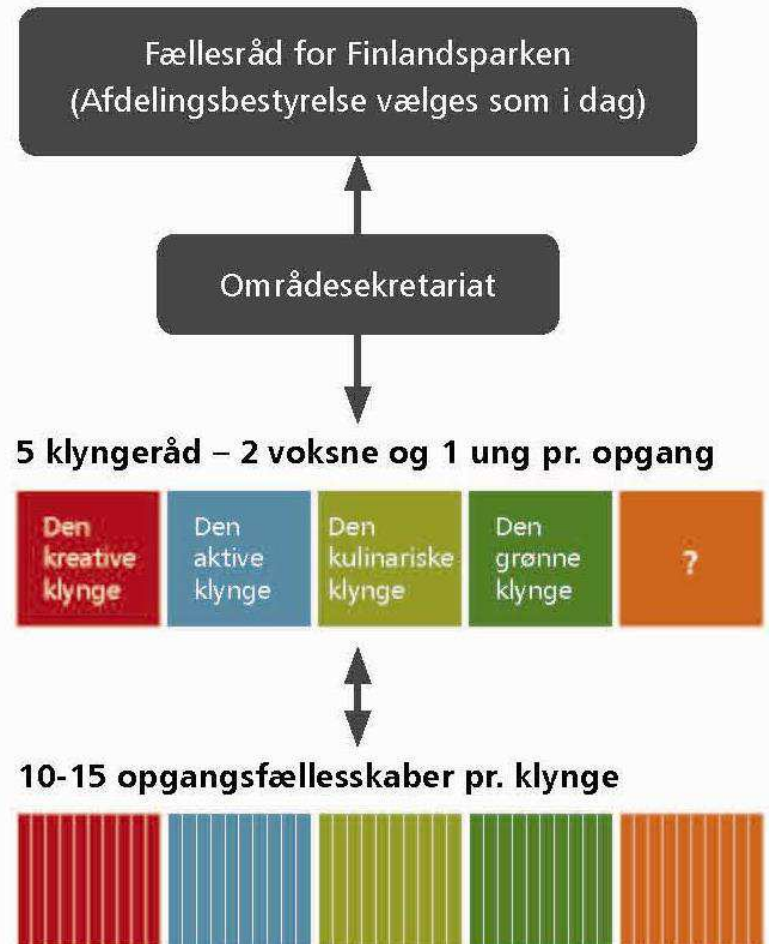 Fællesråd for Finlandsparken
(Afdelingsbestyrelse vælges som i dag)
Områdesekretariat
5 klyngeråd – 2 voksne og 1 ung pr. opgang
Den
kreative
klynge
Den
aktive
klynge
Den
kulinariske
klynge
Den
grønne
klynge
?
10-15 opgangsfællesskaber pr. klynge